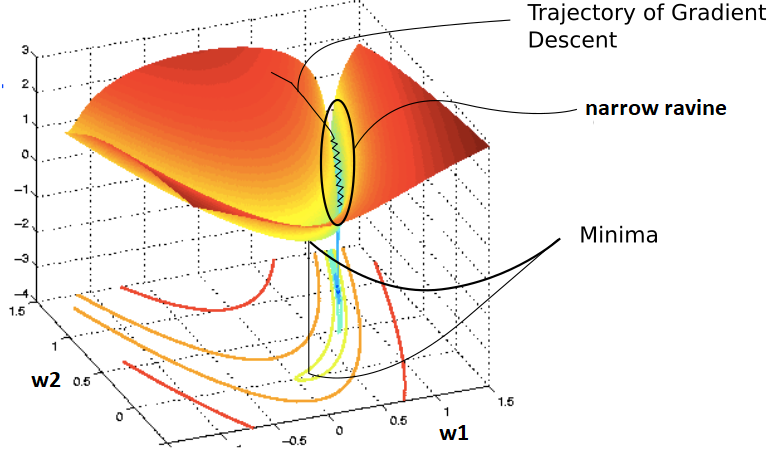 Trajectory of Gradient
Descent
narrow ravine
Minima
3
2
1
0
−1
−2
−3
−4
1.5
1
0.5
0
w2
−0.5
0
0.5
1
1.5
w1